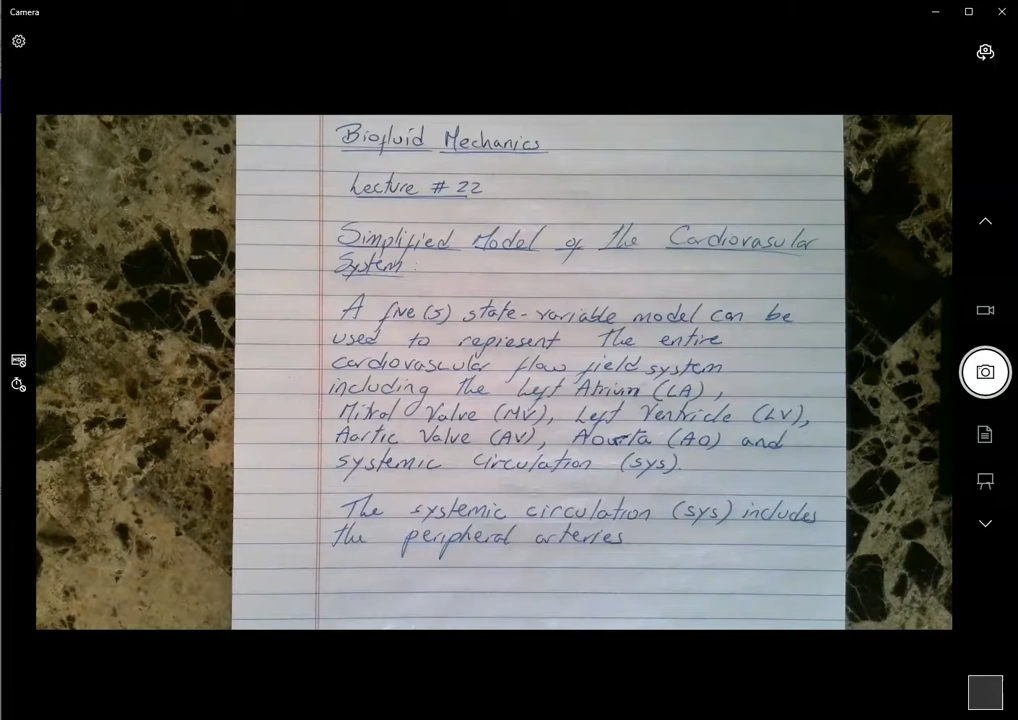 Camera
Biofluid Mechanics
Lecture # 22
Simplified Model of the Cardiovasular
System:
A five(5) state-variable model can be
used to represent the entire
cardiovascular flow field system
including the Left Atrium (LA),
Mitral Valve (MV), Left Ventricle (LV),
Aortic Valve (AV), Aourta (AO) and
systemic circulation (sys).
The systemic circulation (sys) includes
the peripheral arteries